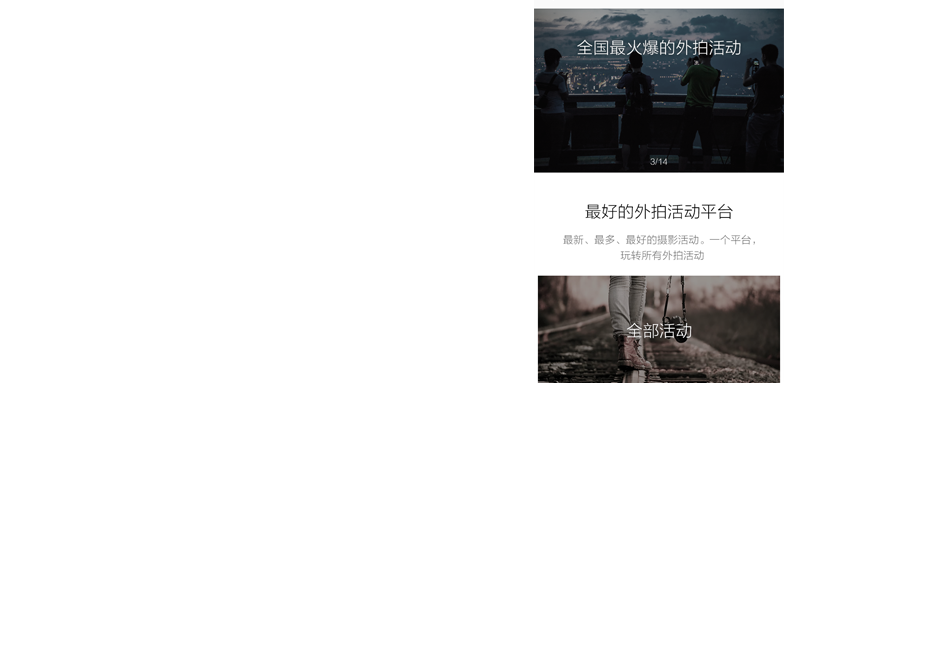 全国最火爆的外拍活动
3/14
最好的外拍活动平台
最新、最多、最好的摄影活动。一个平台，
玩转所有外拍活动
全部活动